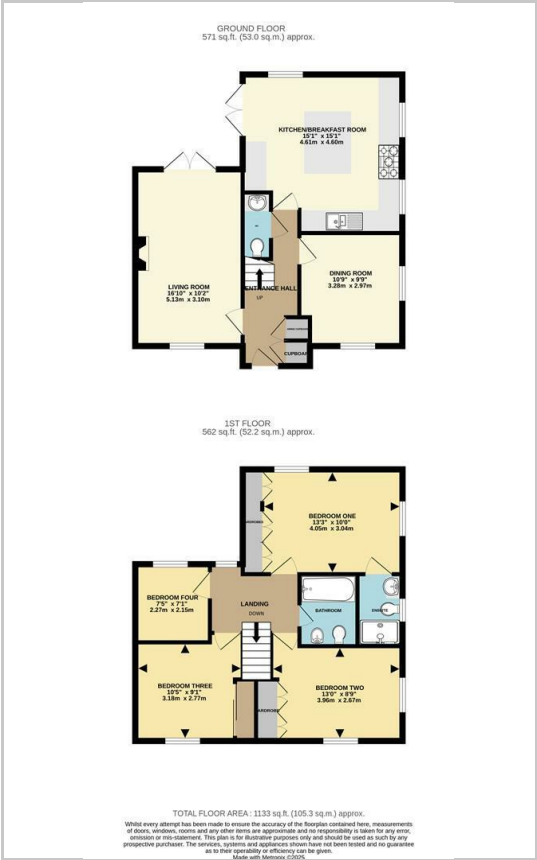 GROUND FLOOR
571 sq.ft. (53.0 sq.m.) approx.
KITCHEN/BREAKFAST ROOM
15'1" x 15'1"
4.61m x 4.60m
LIVING ROOM
16'10" x 10'2"
5.13m x 3.10m
DINING ROOM
10'9" x 9'9"
3.28m x 2.97m
ENTRANCE HALL
UP
CUPBOARD
1ST FLOOR
562 sq.ft. (52.2 sq.m.) approx.
BEDROOM ONE
13'3" x 10'0"
4.05m x 3.04m
BEDROOM FOUR
7'5" x 7'1"
2.27m x 2.15m
LANDING
DOWN
BATHROOM
ENSUITE
BEDROOM THREE
10'5" x 9'1"
3.18m x 2.77m
BEDROOM TWO
13'0" x 8'9"
3.96m x 2.67m
WARDROBE
TOTAL FLOOR AREA : 1133 sq.ft. (105.3 sq.m.) approx.
Whilst every attempt has been made to ensure the accuracy of the floorplan contained here, measurements
of doors, windows, rooms and any other items are approximate and no responsibility is taken for any error,
omission or mis-statement. This plan is for illustrative purposes only and should be used as such by any
prospective purchaser. The services, systems and appliances shown have not been tested and no guarantee
as to their operability or efficiency can be given.
Made with Metropix ©2025